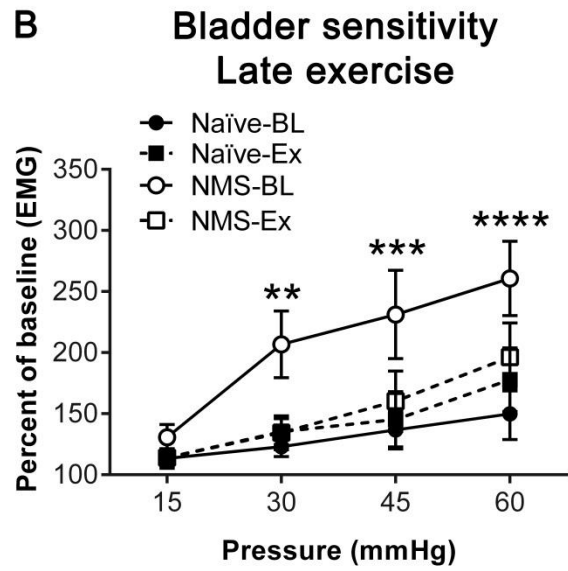 B
Bladder sensitivity
Late exercise
Naïve-BL
Naïve-Ex
NMS-BL
NMS-Ex
Percent of baseline (EMG)
350
300
250
200
150
100
**
***
****
15 30 45 60
Pressure (mmHg)